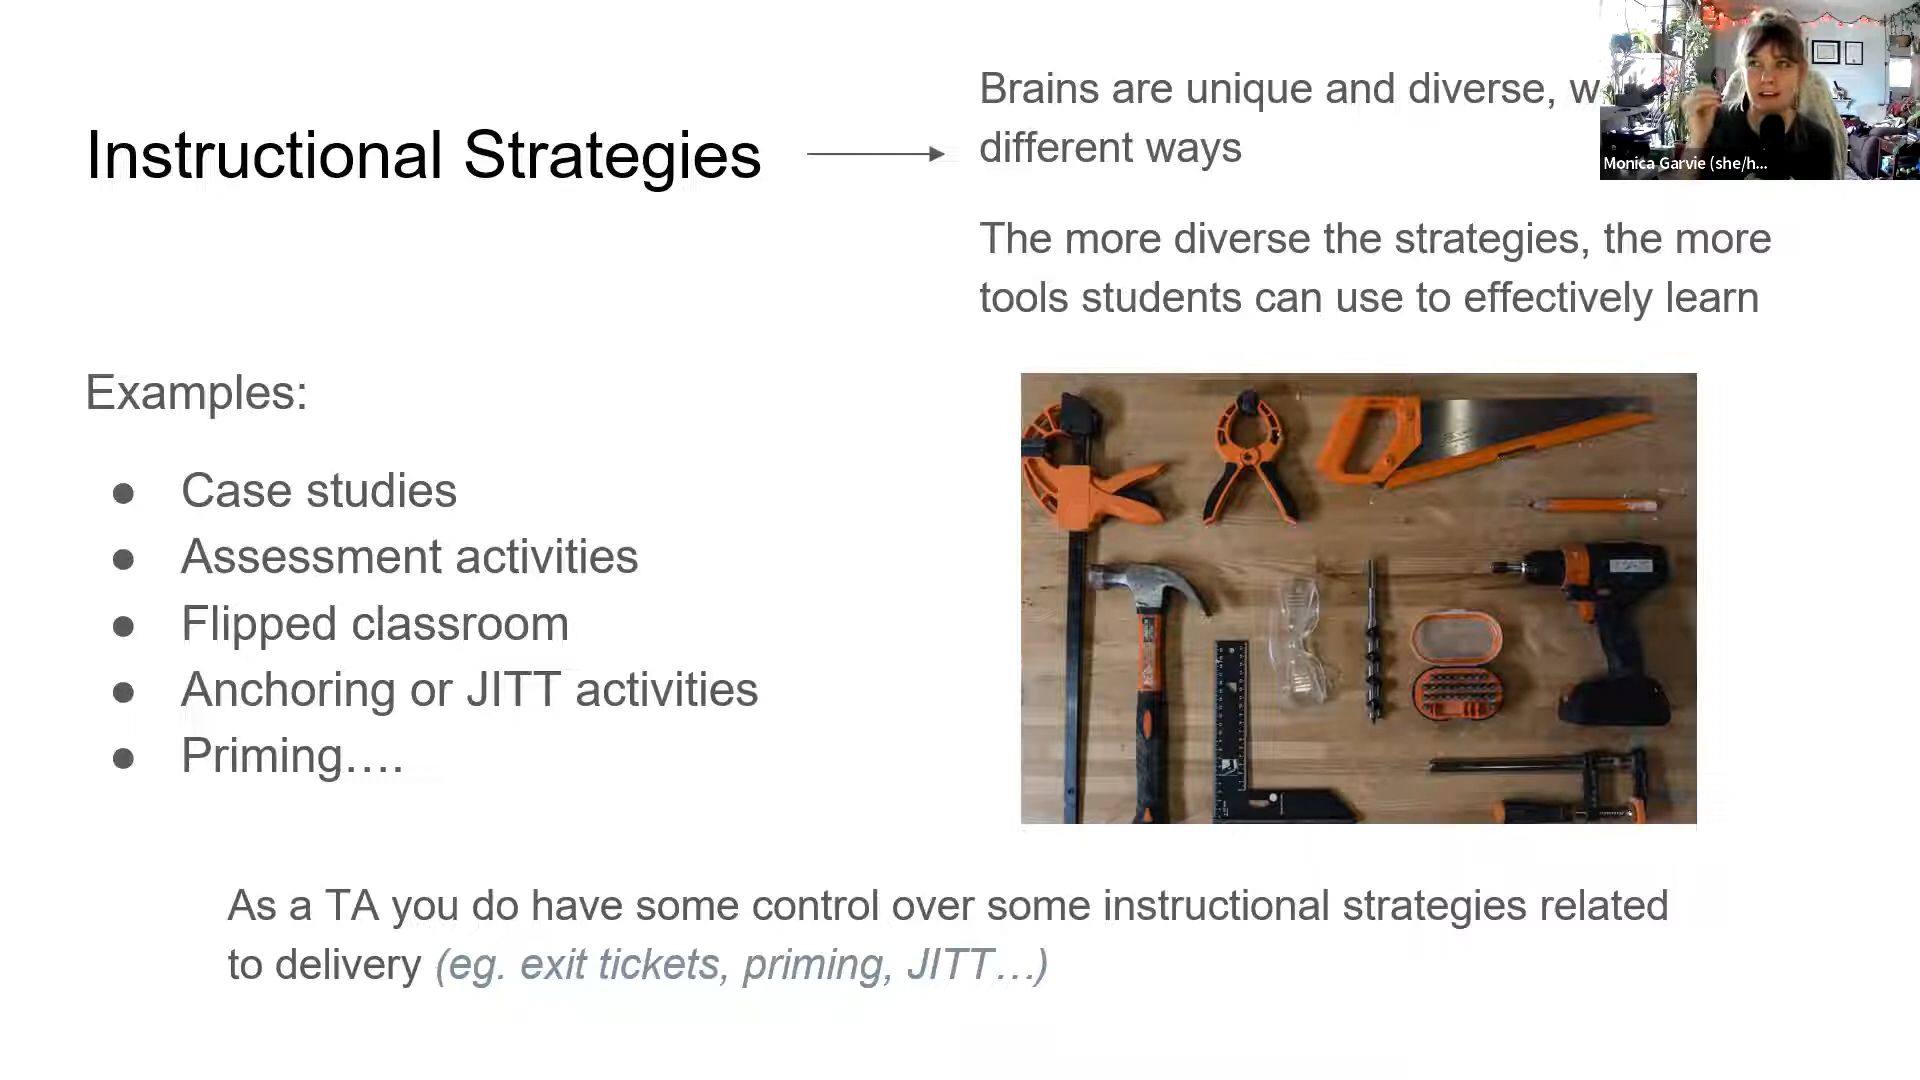 Instructional Strategies
Brains are unique and diverse, w
different ways
The more diverse the strategies, the more
tools students can use to effectively learn
Monica Garvie (she/h...
Examples:
● Case studies
● Assessment activities
● Flipped classroom
● Anchoring or JITT activities
● Priming….
As a TA you do have some control over some instructional strategies related
to delivery (eg. exit tickets, priming, JITT…)